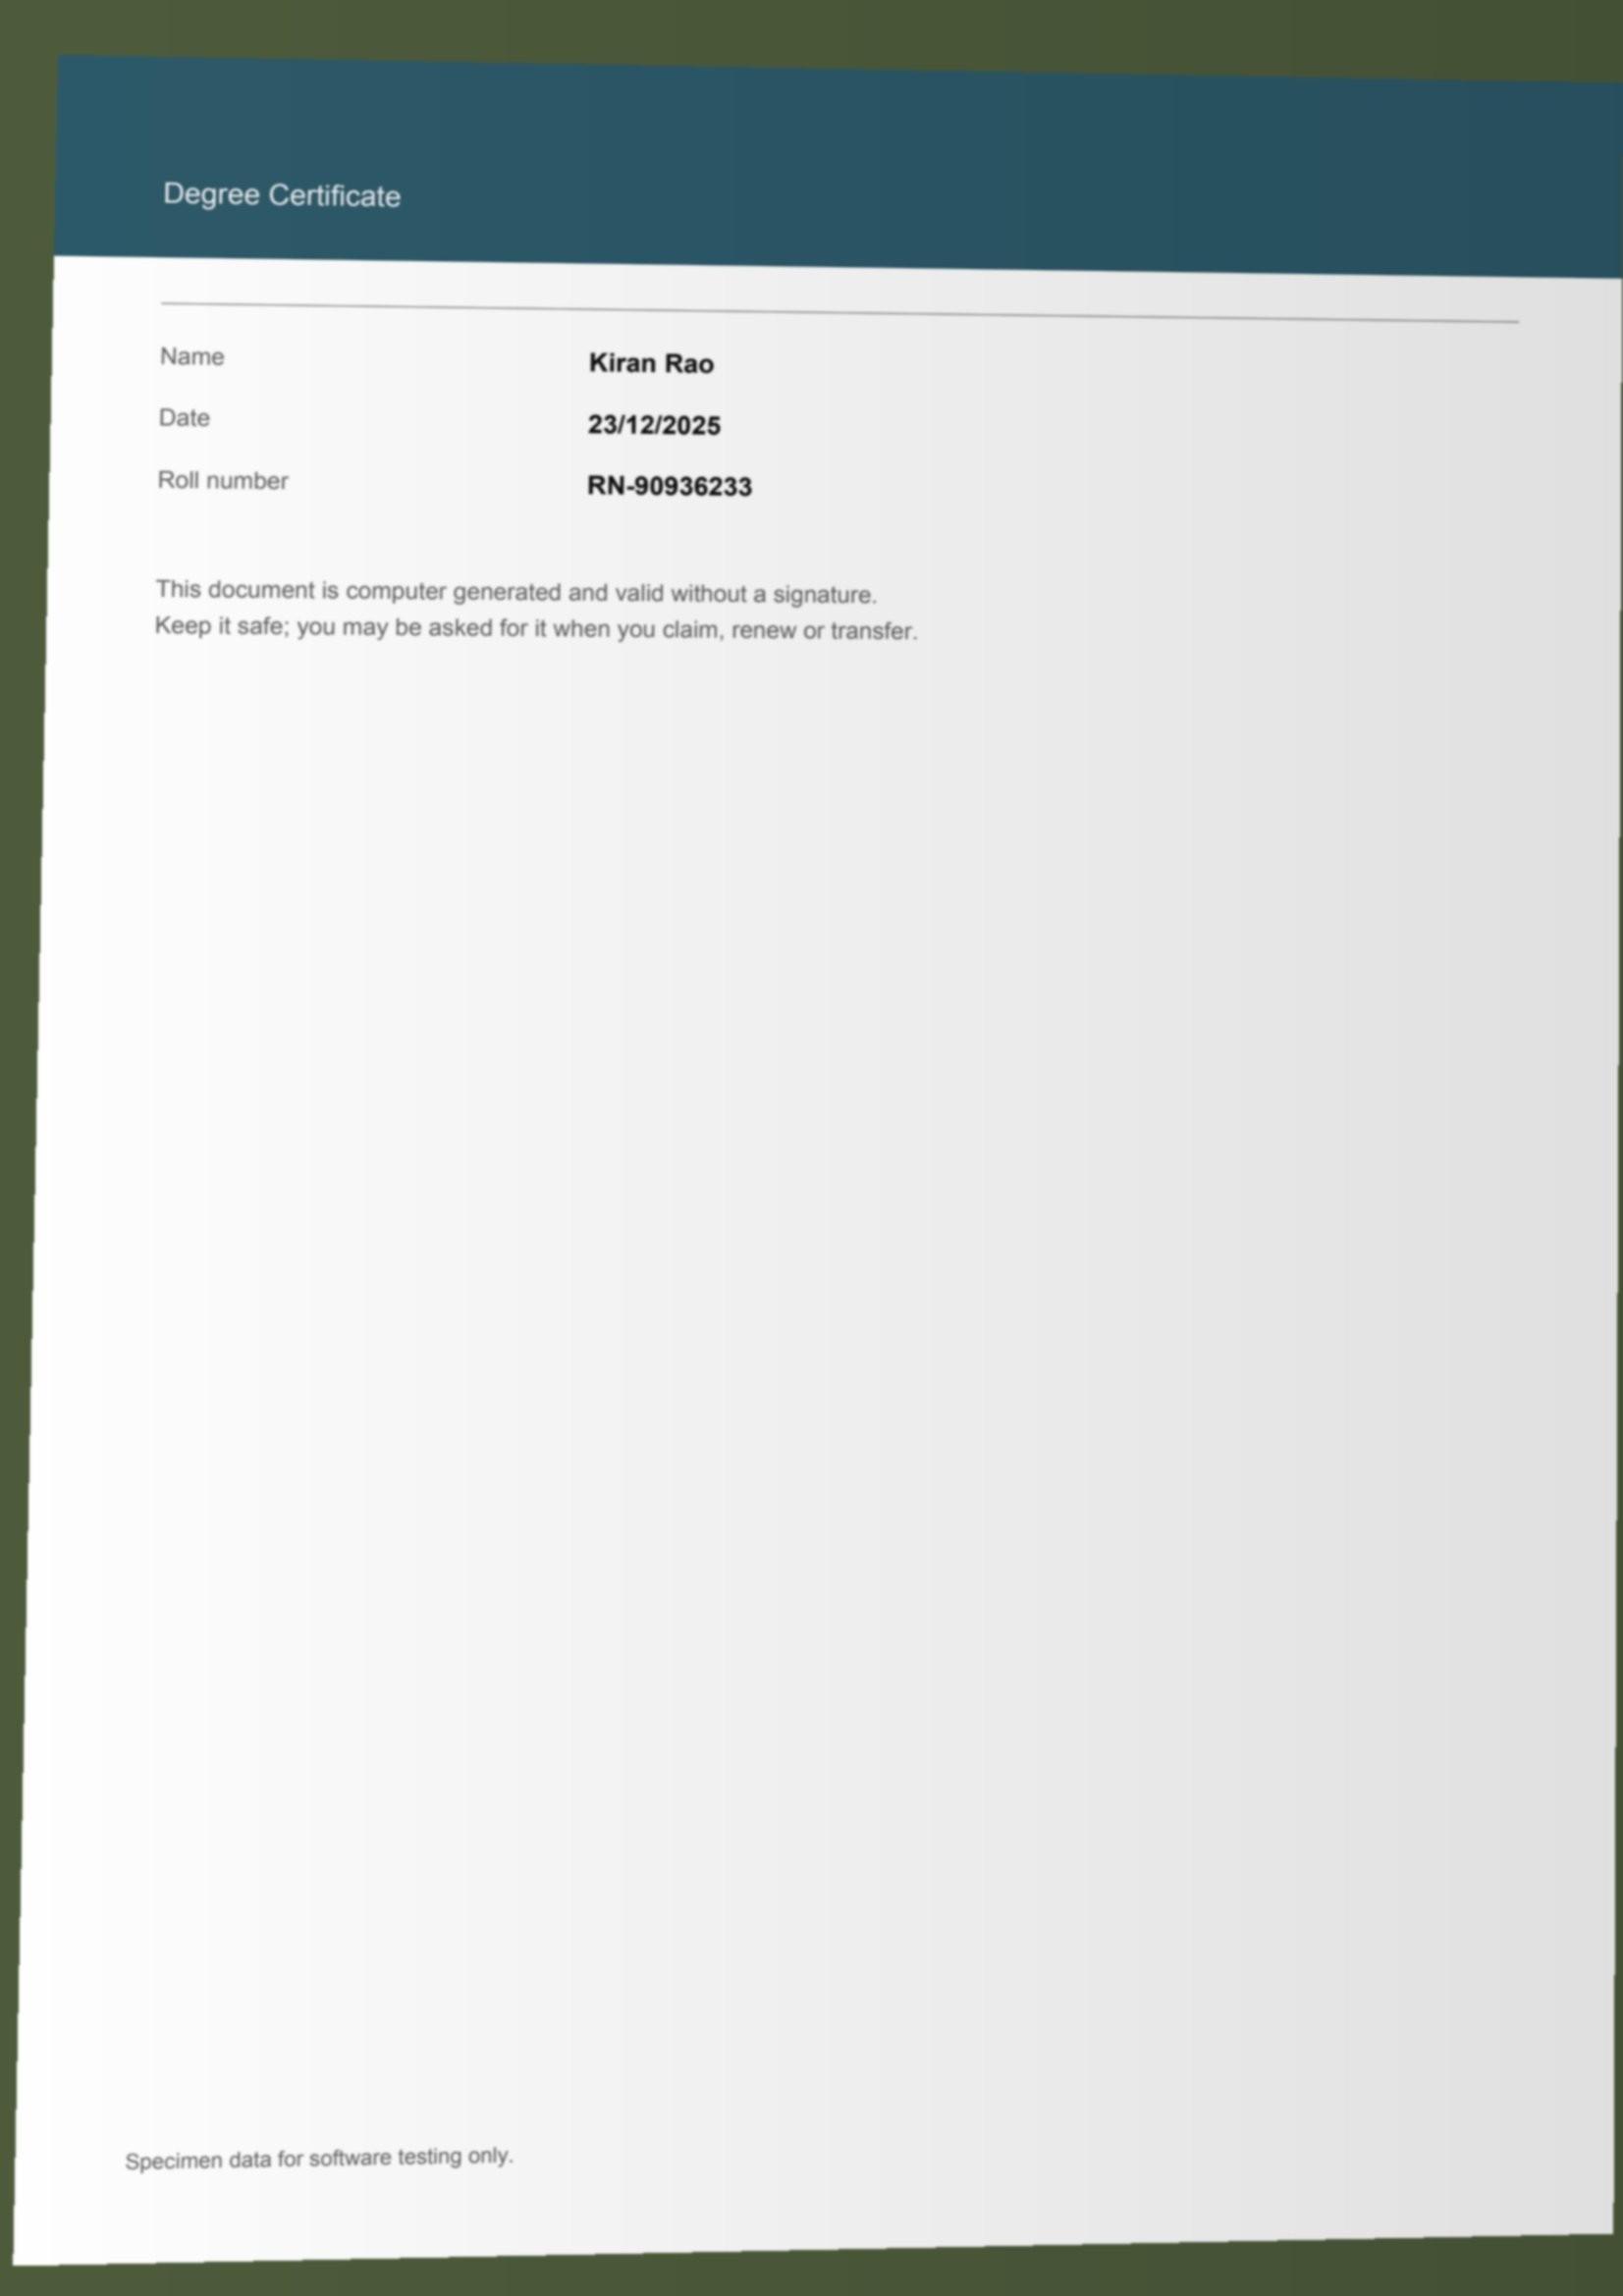 Degree Certificate
Name Kiran Rao
Date 23/12/2025
Roll number RN-90936233
This document is computer generated and valid without a signature.
Keep it safe; you may be asked for it when you claim, renew or transfer.
Specimen data for software testing only.